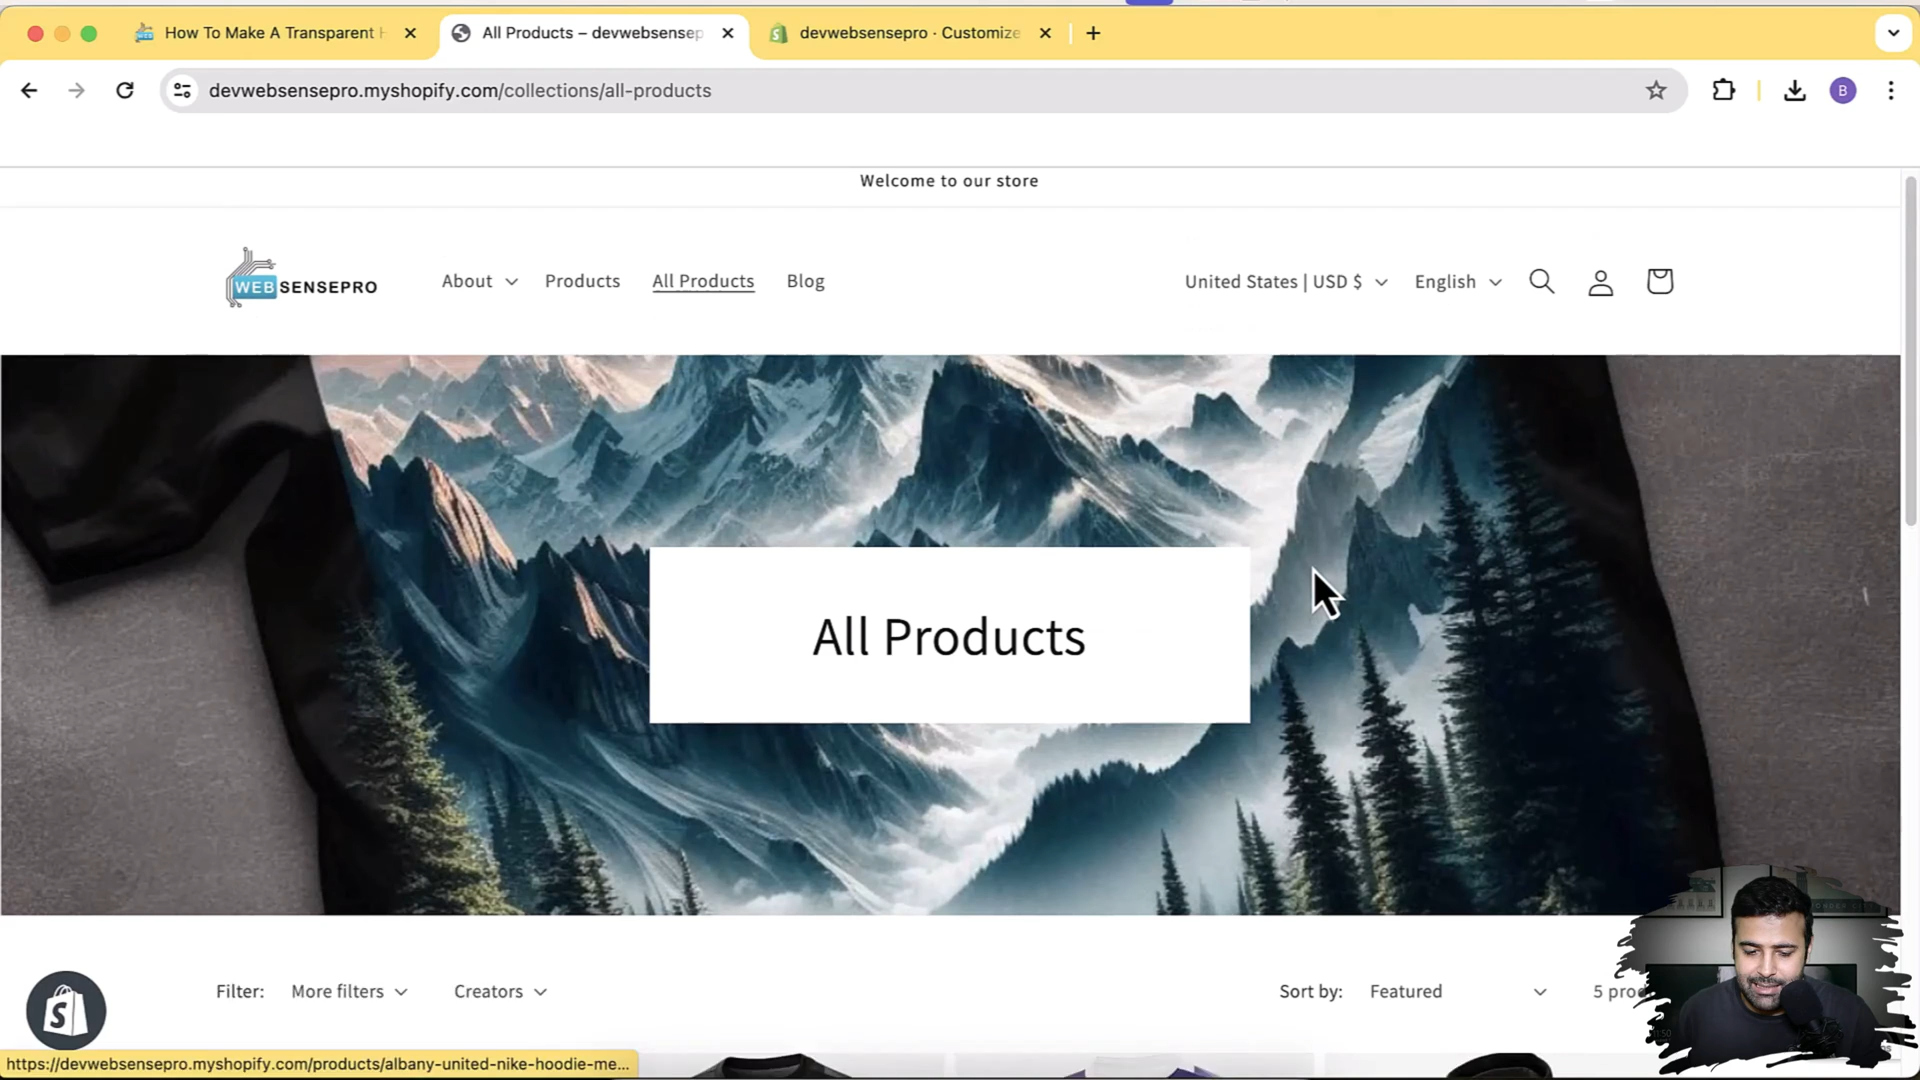 How To Make A Transparent H
All Products – devwebsensep
devwebsensepro · Customize
devwebsensepro.myshopify.com/collections/all-products
B
Welcome to our store
WEBSENSEPRO
About
Products
All Products
Blog
United States | USD $
English
All Products
Filter:
More filters
Creators
Sort by:
Featured
5 prod
https://devwebsensepro.myshopify.com/products/albany-united-nike-hoodie-me...